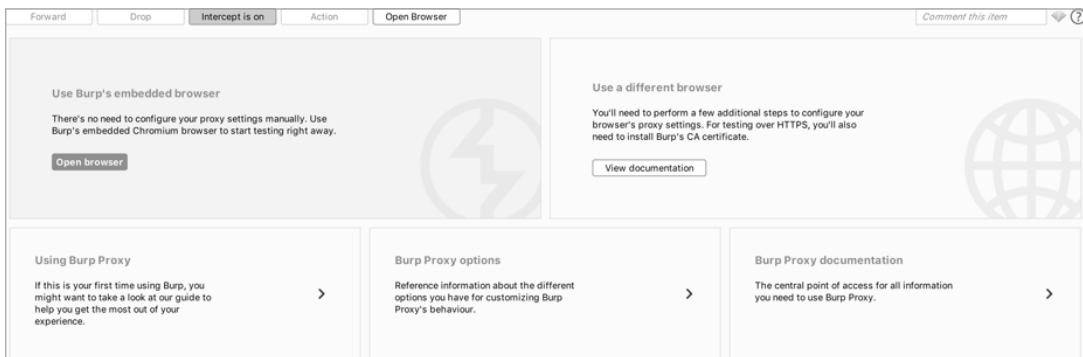 Forward Drop Intercept is on Action Open Browser Comment this item ?
Use Burp's embedded browser
There's no need to configure your proxy settings manually. Use
Burp's embedded Chromium browser to start testing right away.
Open browser
Use a different browser
You'll need to perform a few additional steps to configure your
browser's proxy settings. For testing over HTTPS, you'll also
need to install Burp's CA certificate.
View documentation
Using Burp Proxy
If this is your first time using Burp, you
might want to take a look at our guide to
help you get the most out of your
experience.
Burp Proxy options
Reference information about the different
options you have for customizing Burp
Proxy's behaviour.
Burp Proxy documentation
The central point of access for all information
you need to use Burp Proxy.